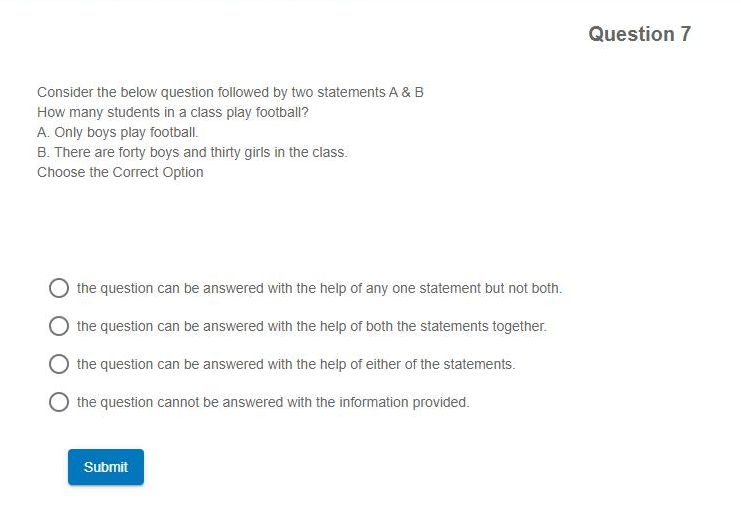 Question 7
Consider the below question followed by two statements A & B
How many students in a class play football?
A. Only boys play football.
B. There are forty boys and thirty girls in the class.
Choose the Correct Option
the question can be answered with the help of any one statement but not both.
the question can be answered with the help of both the statements together.
the question can be answered with the help of either of the statements.
the question cannot be answered with the information provided.
Submit